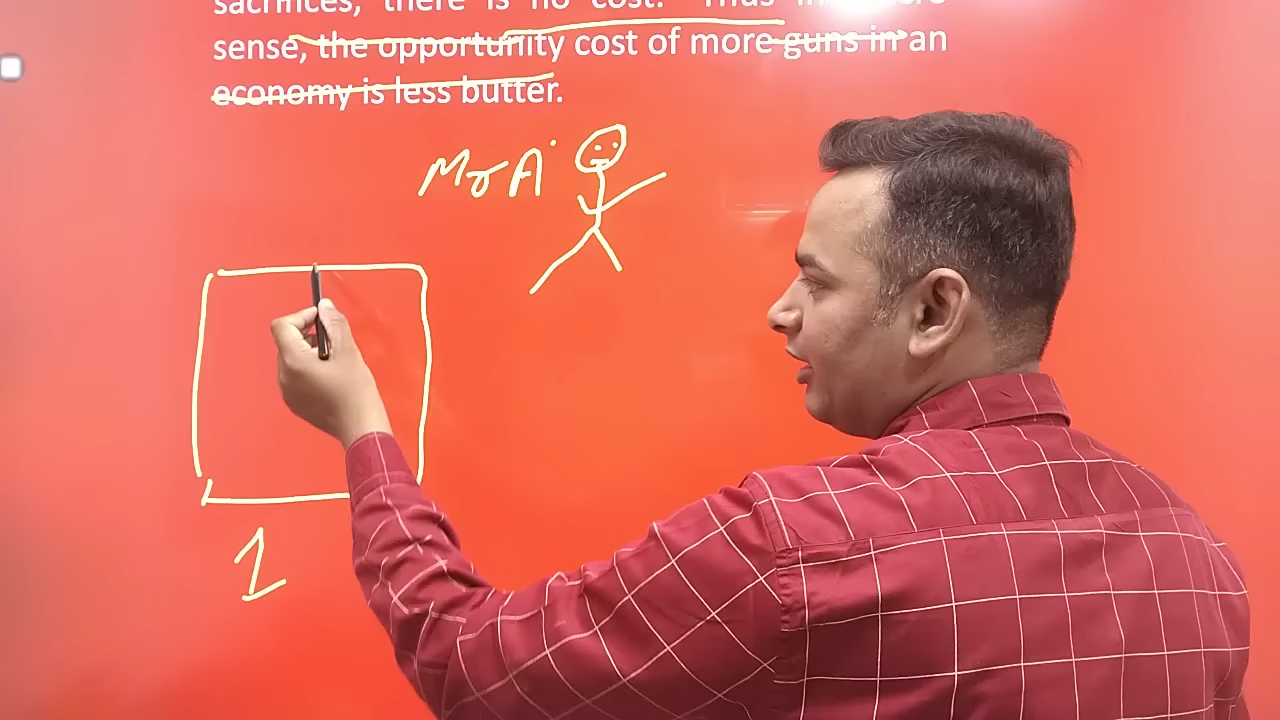 sacrifices, there is no cost. Thus in
sense, the opportunity cost of more guns in an
economy is less butter.
Mr A
1